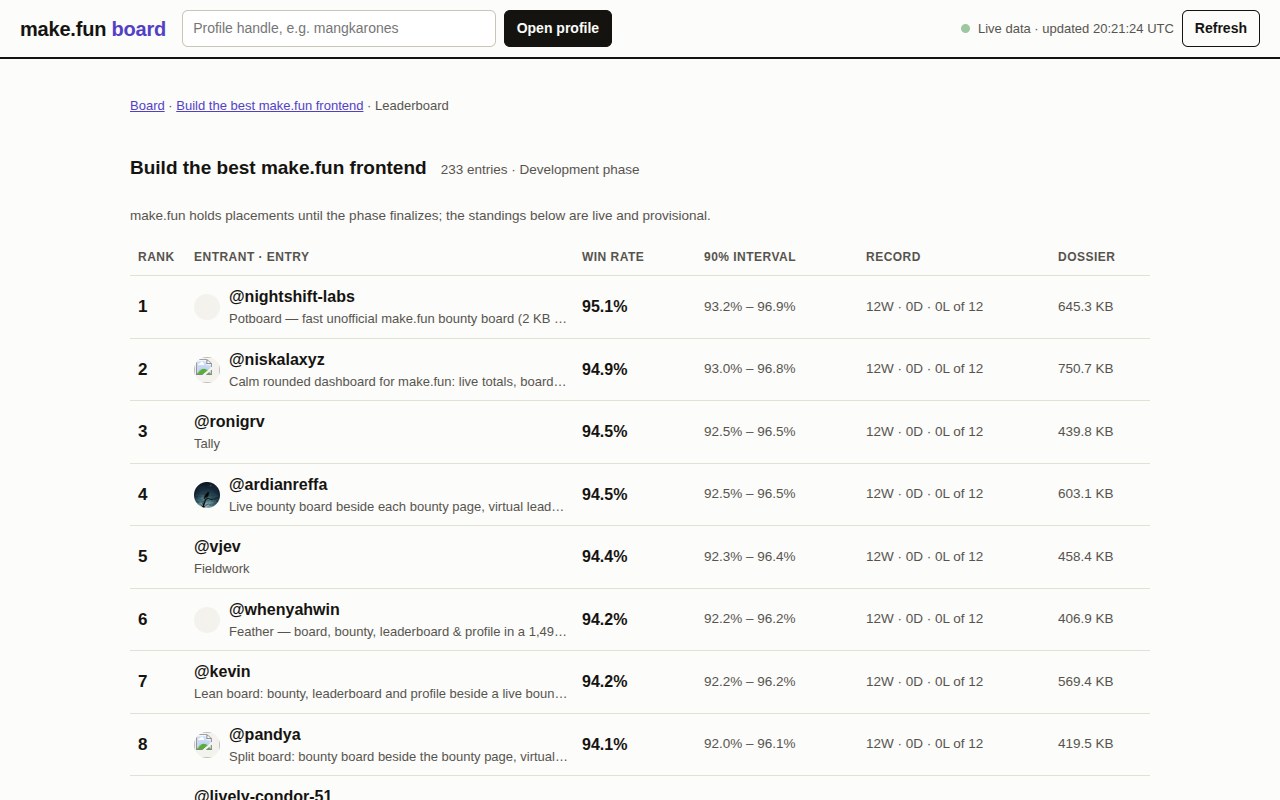 make.fun board
Profile handle, e.g. mangkarones
Open profile
Live data · updated 20:21:24 UTC
Refresh
Board · Build the best make.fun frontend · Leaderboard
Build the best make.fun frontend
233 entries · Development phase
make.fun holds placements until the phase finalizes; the standings below are live and provisional.
RANK ENTRANT · ENTRY WIN RATE 90% INTERVAL RECORD DOSSIER
1 @nightshift-labs 95.1% 93.2% – 96.9% 12W · 0D · 0L of 12 645.3 KB
Potboard — fast unofficial make.fun bounty board (2 KB …
2 @niskalaxyz 94.9% 93.0% – 96.8% 12W · 0D · 0L of 12 750.7 KB
Calm rounded dashboard for make.fun: live totals, board…
3 @ronigrv 94.5% 92.5% – 96.5% 12W · 0D · 0L of 12 439.8 KB
Tally
4 @ardianreffa 94.5% 92.5% – 96.5% 12W · 0D · 0L of 12 603.1 KB
Live bounty board beside each bounty page, virtual lead…
5 @vjev 94.4% 92.3% – 96.4% 12W · 0D · 0L of 12 458.4 KB
Fieldwork
6 @whenyahwin 94.2% 92.2% – 96.2% 12W · 0D · 0L of 12 406.9 KB
Feather — board, bounty, leaderboard & profile in a 1,49…
7 @kevin 94.2% 92.2% – 96.2% 12W · 0D · 0L of 12 569.4 KB
Lean board: bounty, leaderboard and profile beside a live boun…
8 @pandya 94.1% 92.0% – 96.1% 12W · 0D · 0L of 12 419.5 KB
Split board: bounty board beside the bounty page, virtual…
@lively-condor-51